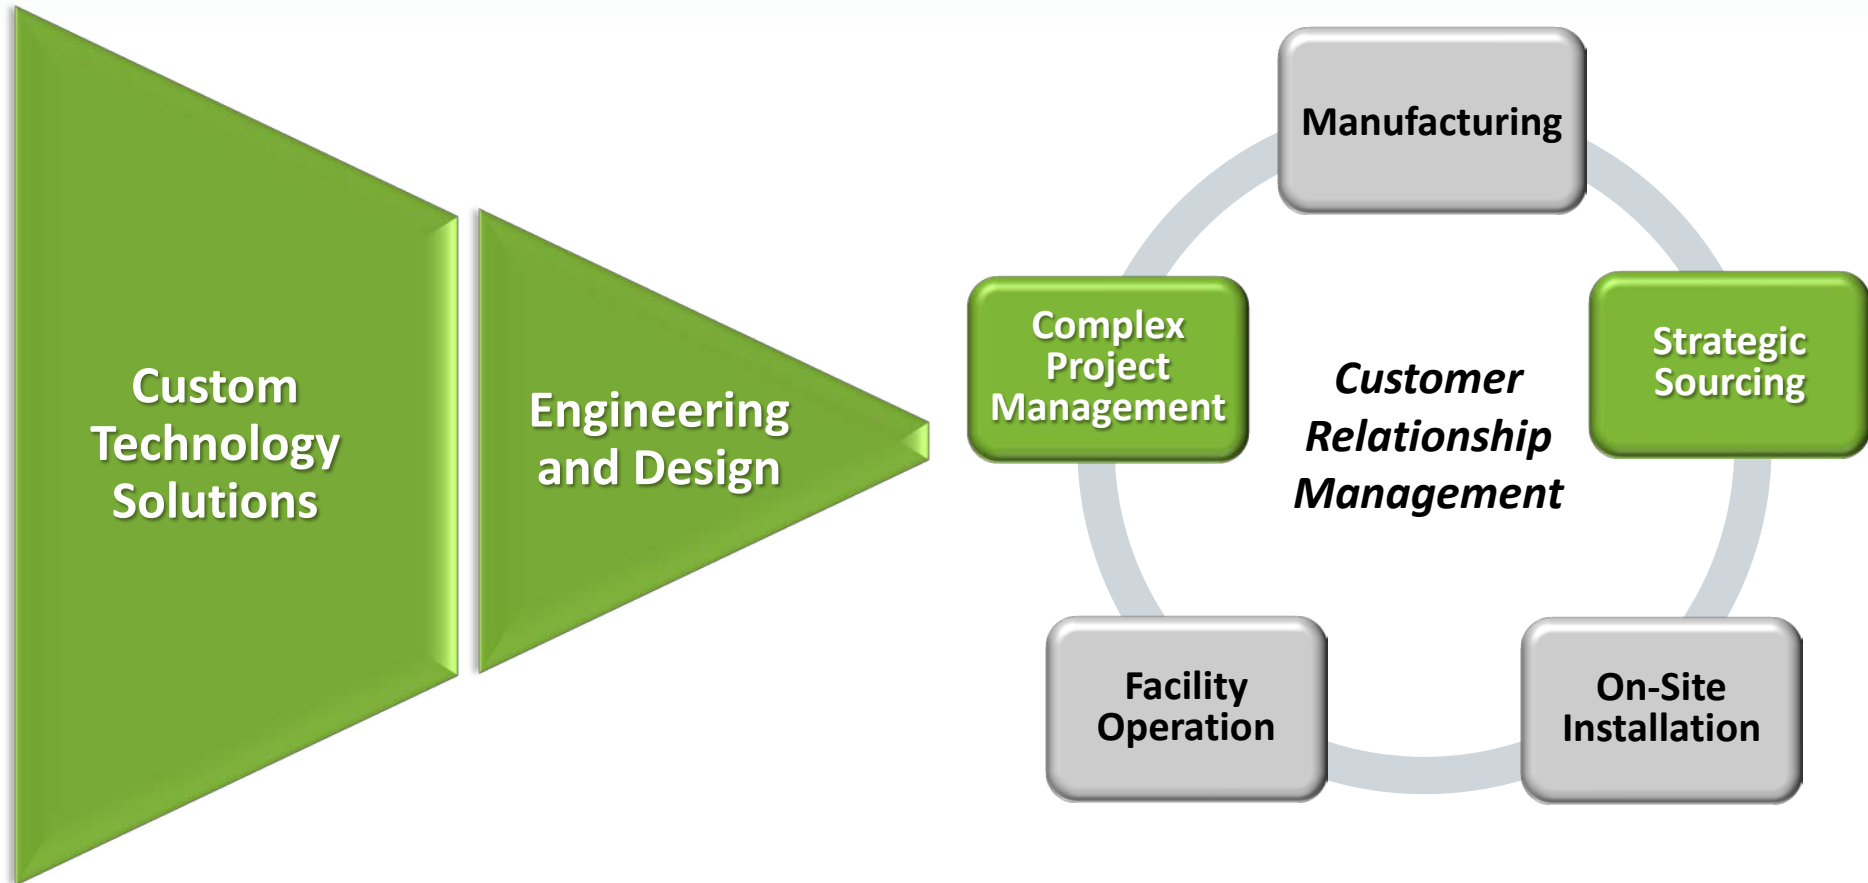 Custom
Technology
Solutions
Engineering
and Design
Manufacturing
Complex
Project
Management
Strategic
Sourcing
Customer
Relationship
Management
Facility
Operation
On-Site
Installation